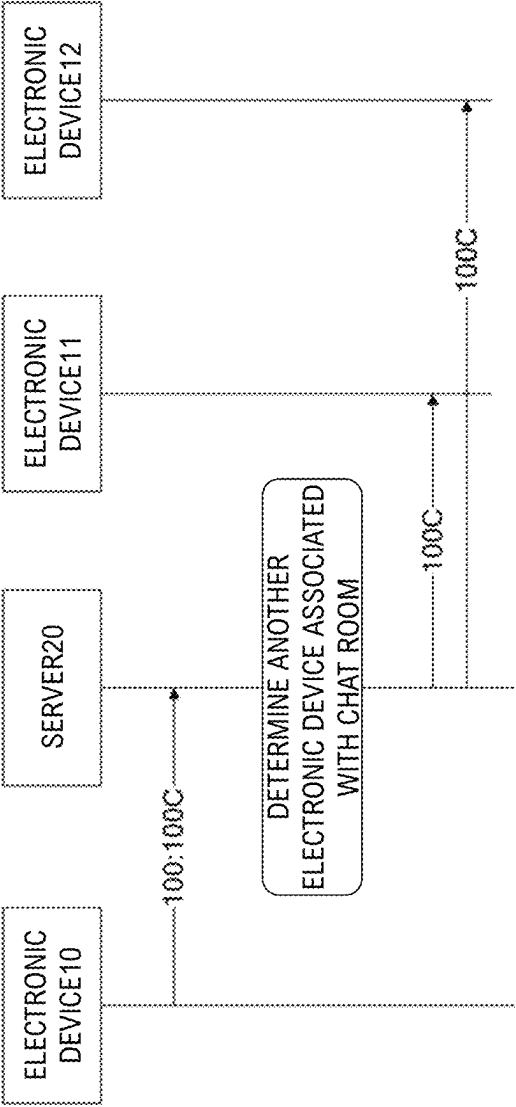 ELECTRONIC
DEVICE10
SERVER20
ELECTRONIC
DEVICE11
ELECTRONIC
DEVICE12
100:100C
DETERMINE ANOTHER
ELECTRONIC DEVICE ASSOCIATED
WITH CHAT ROOM
100C
100C